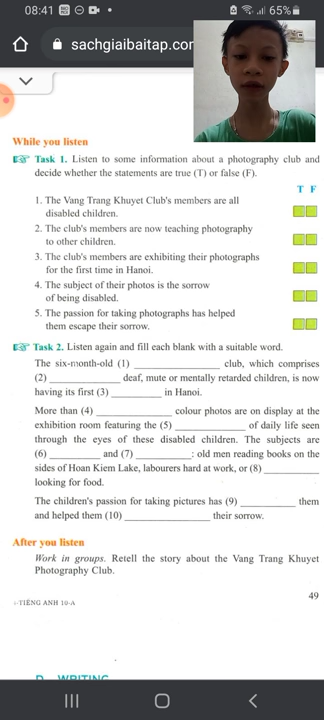 08:41
65%
sachgiaibaitap.cor
While you listen
Task 1. Listen to some information about a photography club and
decide whether the statements are true (T) or false (F).
T F
1. The Vang Trang Khuyet Club's members are all
disabled children.
2. The club's members are now teaching photography
to other children.
3. The club's members are exhibiting their photographs
for the first time in Hanoi.
4. The subject of their photos is the sorrow
of being disabled.
5. The passion for taking photographs has helped
them escape their sorrow.
Task 2. Listen again and fill each blank with a suitable word.
The six-month-old (1) ______________ club, which comprises
(2) ____________ deaf, mute or mentally retarded children, is now
having its first (3) __________ in Hanoi.
More than (4) ______________ colour photos are on display at the
exhibition room featuring the (5) ____________ of daily life seen
through the eyes of these disabled children. The subjects are
(6) _________ and (7) __________: old men reading books on the
sides of Hoan Kiem Lake, labourers hard at work, or (8) __________
looking for food.
The children's passion for taking pictures has (9) __________ them
and helped them (10) ______________ their sorrow.
After you listen
Work in groups. Retell the story about the Vang Trang Khuyet
Photography Club.
49
TIẾNG ANH 10-A
D. WRITING